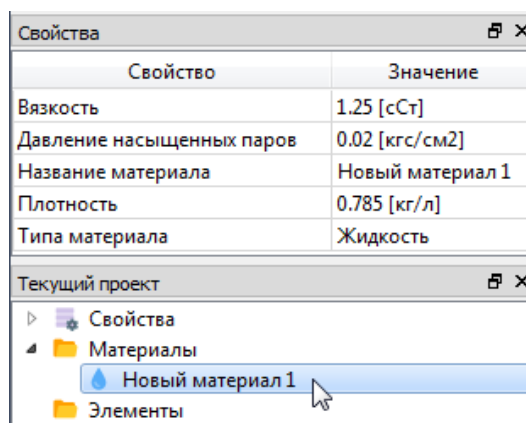 Свойства
Свойство Значение
Вязкость 1.25 [сСт]
Давление насыщенных паров 0.02 [кгс/см2]
Название материала Новый материал 1
Плотность 0.785 [кг/л]
Типа материала Жидкость
Текущий проект
Свойства
Материалы
Новый материал 1
Элементы